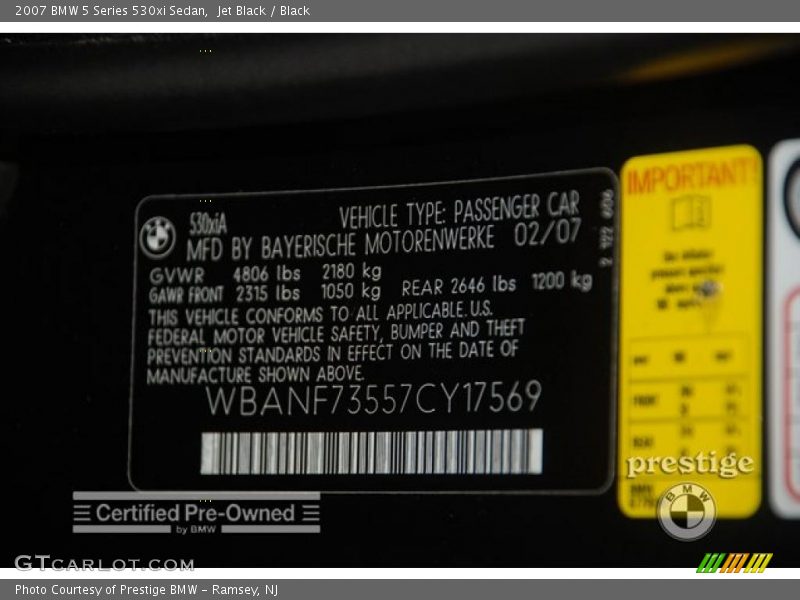 2007 BMW 5 Series 530xi Sedan, Jet Black / Black
530xiA
VEHICLE TYPE: PASSENGER CAR
MFD BY BAYERISCHE MOTORENWERKE 02/07
GVWR 4806 lbs 2180 kg
GAWR FRONT 2315 lbs 1050 kg REAR 2646 lbs 1200 kg
THIS VEHICLE CONFORMS TO ALL APPLICABLE U.S.
FEDERAL MOTOR VEHICLE SAFETY, BUMPER AND THEFT
PREVENTION STANDARDS IN EFFECT ON THE DATE OF
MANUFACTURE SHOWN ABOVE.
WBANF73557CY17569
IMPORTANT!
prestige
BMW
Certified Pre-Owned
by BMW
GTcarlot.com
Photo Courtesy of Prestige BMW - Ramsey, NJ